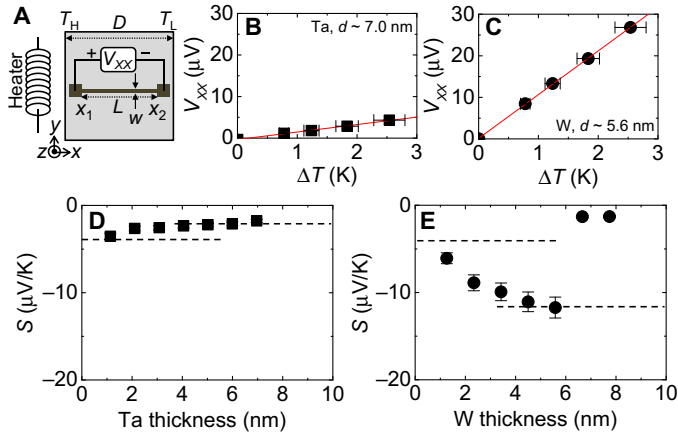 A
T_H
D
T_L
Heater
+
V_XX
−
x_1
L
x_2
w
y
z
x
B
Ta, d ~ 7.0 nm
V_XX (μV)
30
20
10
0
0 1 2 3
ΔT (K)
C
W, d ~ 5.6 nm
V_XX (μV)
30
20
10
0
0 1 2 3
ΔT (K)
D
S (μV/K)
0
−10
−20
0 2 4 6 8 10
Ta thickness (nm)
E
S (μV/K)
0
−10
−20
0 2 4 6 8 10
W thickness (nm)